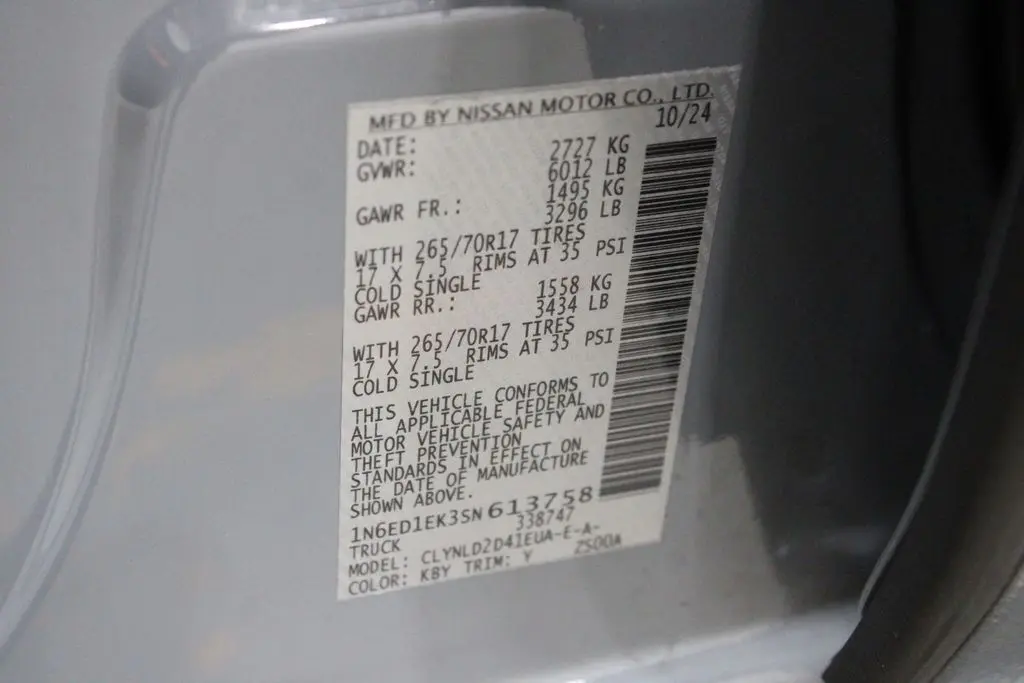 MFD BY NISSAN MOTOR CO., LTD.
DATE: 10/24
GVWR: 2727 KG
6012 LB
GAWR FR.: 1495 KG
3296 LB
WITH 265/70R17 TIRES
17 X 7.5 RIMS AT 35 PSI
COLD SINGLE
GAWR RR.: 1558 KG
3434 LB
WITH 265/70R17 TIRES
17 X 7.5 RIMS AT 35 PSI
COLD SINGLE
THIS VEHICLE CONFORMS TO
ALL APPLICABLE FEDERAL
MOTOR VEHICLE SAFETY AND
THEFT PREVENTION
STANDARDS IN EFFECT ON
THE DATE OF MANUFACTURE
SHOWN ABOVE.
1N6ED1EK3SN613758
TRUCK 338747
MODEL: CLYNLD2D41EUA-E-A-
COLOR: KBY TRIM: Y ZS00A